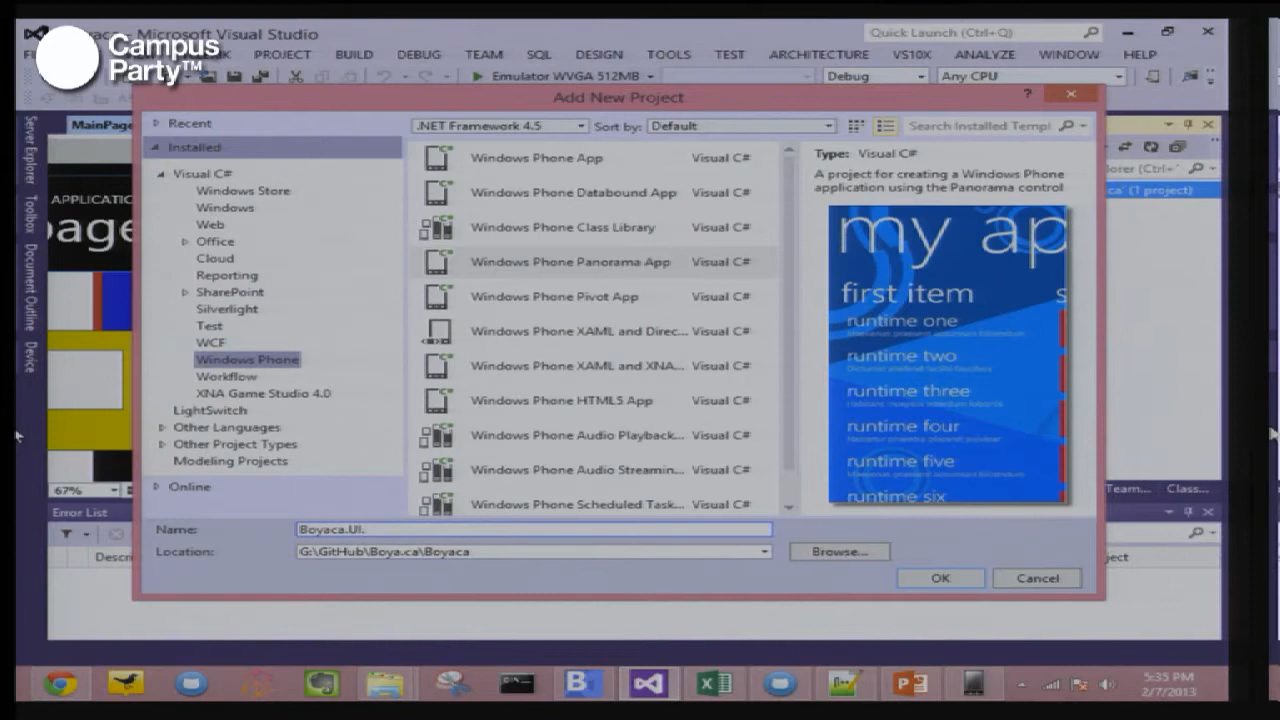 Campus
Party™
Microsoft Visual Studio
Quick Launch (Ctrl+Q)
PROJECT BUILD DEBUG TEAM SQL DESIGN TOOLS TEST ARCHITECTURE VS10X ANALYZE WINDOW HELP
Emulator WVGA 512MB Debug Any CPU
Add New Project
?
Server Explorer
Toolbox
Document Outline
Device
MainPage
APPLICATIO
page
67%
Recent
Installed
Visual C#
Windows Store
Windows
Web
Office
Cloud
Reporting
SharePoint
Silverlight
Test
WCF
Windows Phone
Workflow
XNA Game Studio 4.0
LightSwitch
Other Languages
Other Project Types
Modeling Projects
Online
.NET Framework 4.5 Sort by: Default
Search Installed Templ
Windows Phone App Visual C#
Windows Phone Databound App Visual C#
Windows Phone Class Library Visual C#
Windows Phone Panorama App Visual C#
Windows Phone Pivot App Visual C#
Windows Phone XAML and Direc... Visual C#
Windows Phone XAML and XNA... Visual C#
Windows Phone HTML5 App Visual C#
Windows Phone Audio Playback... Visual C#
Windows Phone Audio Streamin... Visual C#
Windows Phone Scheduled Task... Visual C#
Type: Visual C#
A project for creating a Windows Phone
application using the Panorama control
my ap
first item s
runtime one
runtime two
runtime three
runtime four
runtime five
runtime six
Name: Boyaca.UI.
Location: G:\GitHub\Boya.ca\Boyaca
Browse...
OK Cancel
orer (Ctrl+
ca' (1 project)
Team... Class...
Error List
Descr
ject
5:35 PM
2/7/2013